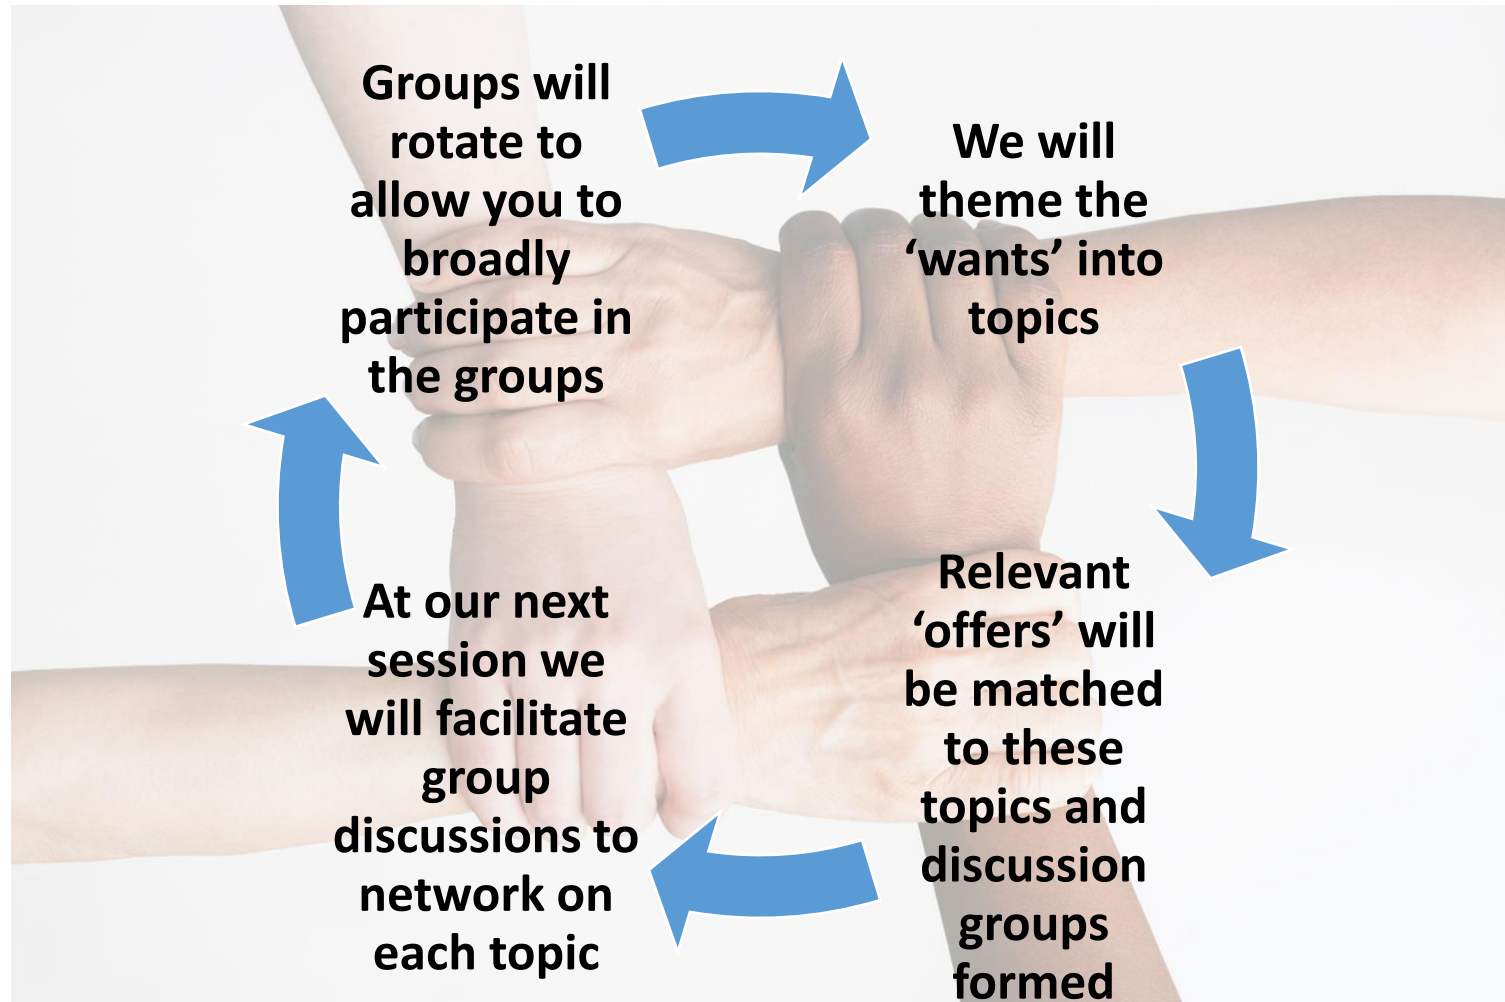 Groups will
rotate to
allow you to
broadly
participate in
the groups
We will
theme the
‘wants’ into
topics
Relevant
‘offers’ will
be matched
to these
topics and
discussion
groups
formed
At our next
session we
will facilitate
group
discussions to
network on
each topic